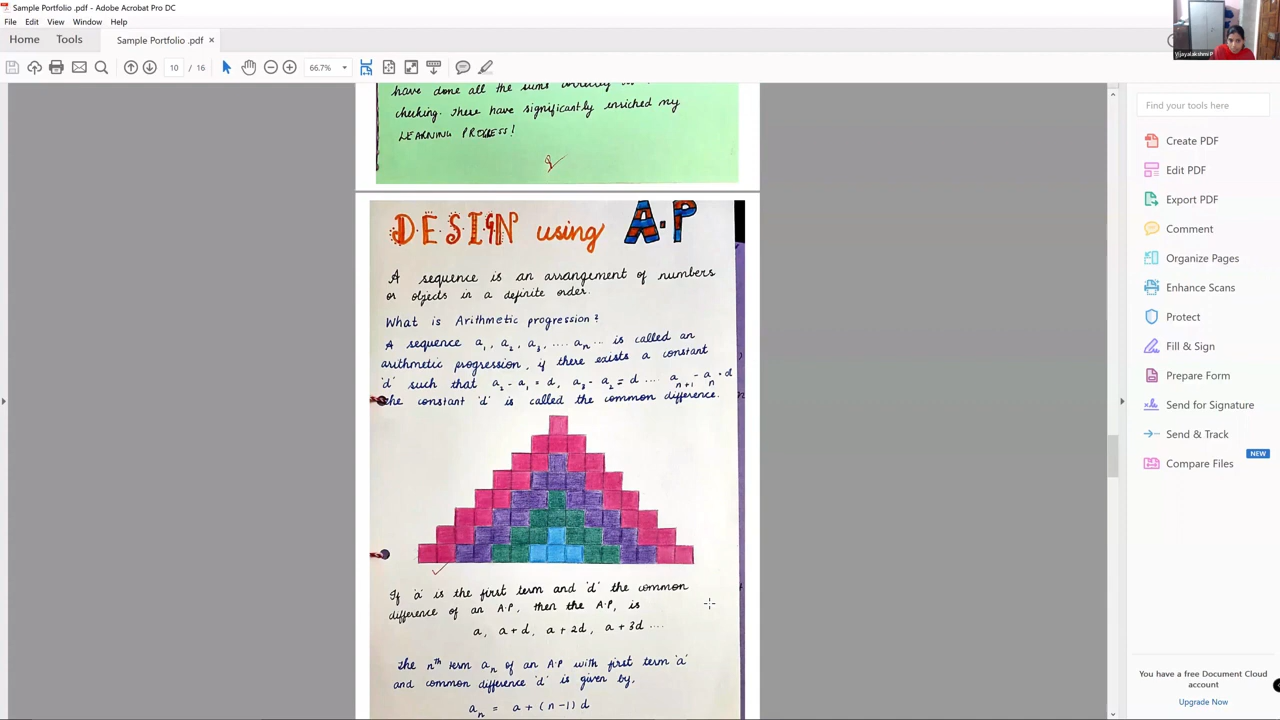 Sample Portfolio .pdf - Adobe Acrobat Pro DC
File Edit View Window Help
Home Tools Sample Portfolio .pdf ×
10 / 16 66.7%
Vijayalakshmi P
have done all the sums
checking. These have significantly enriched my
LEARNING PROGRESS!
DESIGN using A.P
A sequence is an arrangement of numbers
or objects in a definite order.
What is Arithmetic progression?
A sequence a₁, a₂, a₃, .... aₙ ... is called an
arithmetic progression, if there exists a constant
'd' such that a₂ - a₁ = d, a₃ - a₂ = d .... aₙ₊₁ - aₙ = d
the constant 'd' is called the common difference.
If 'a' is the first term and 'd' the common
difference of an A.P, then the A.P, is
a, a + d, a + 2d, a + 3d ....
the nᵗʰ term aₙ of an A.P with first term 'a'
and common difference 'd' is given by,
aₙ = a + (n-1) d
Find your tools here
Create PDF
Edit PDF
Export PDF
Comment
Organize Pages
Enhance Scans
Protect
Fill & Sign
Prepare Form
Send for Signature
Send & Track
NEW
Compare Files
You have a free Document Cloud
account
Upgrade Now